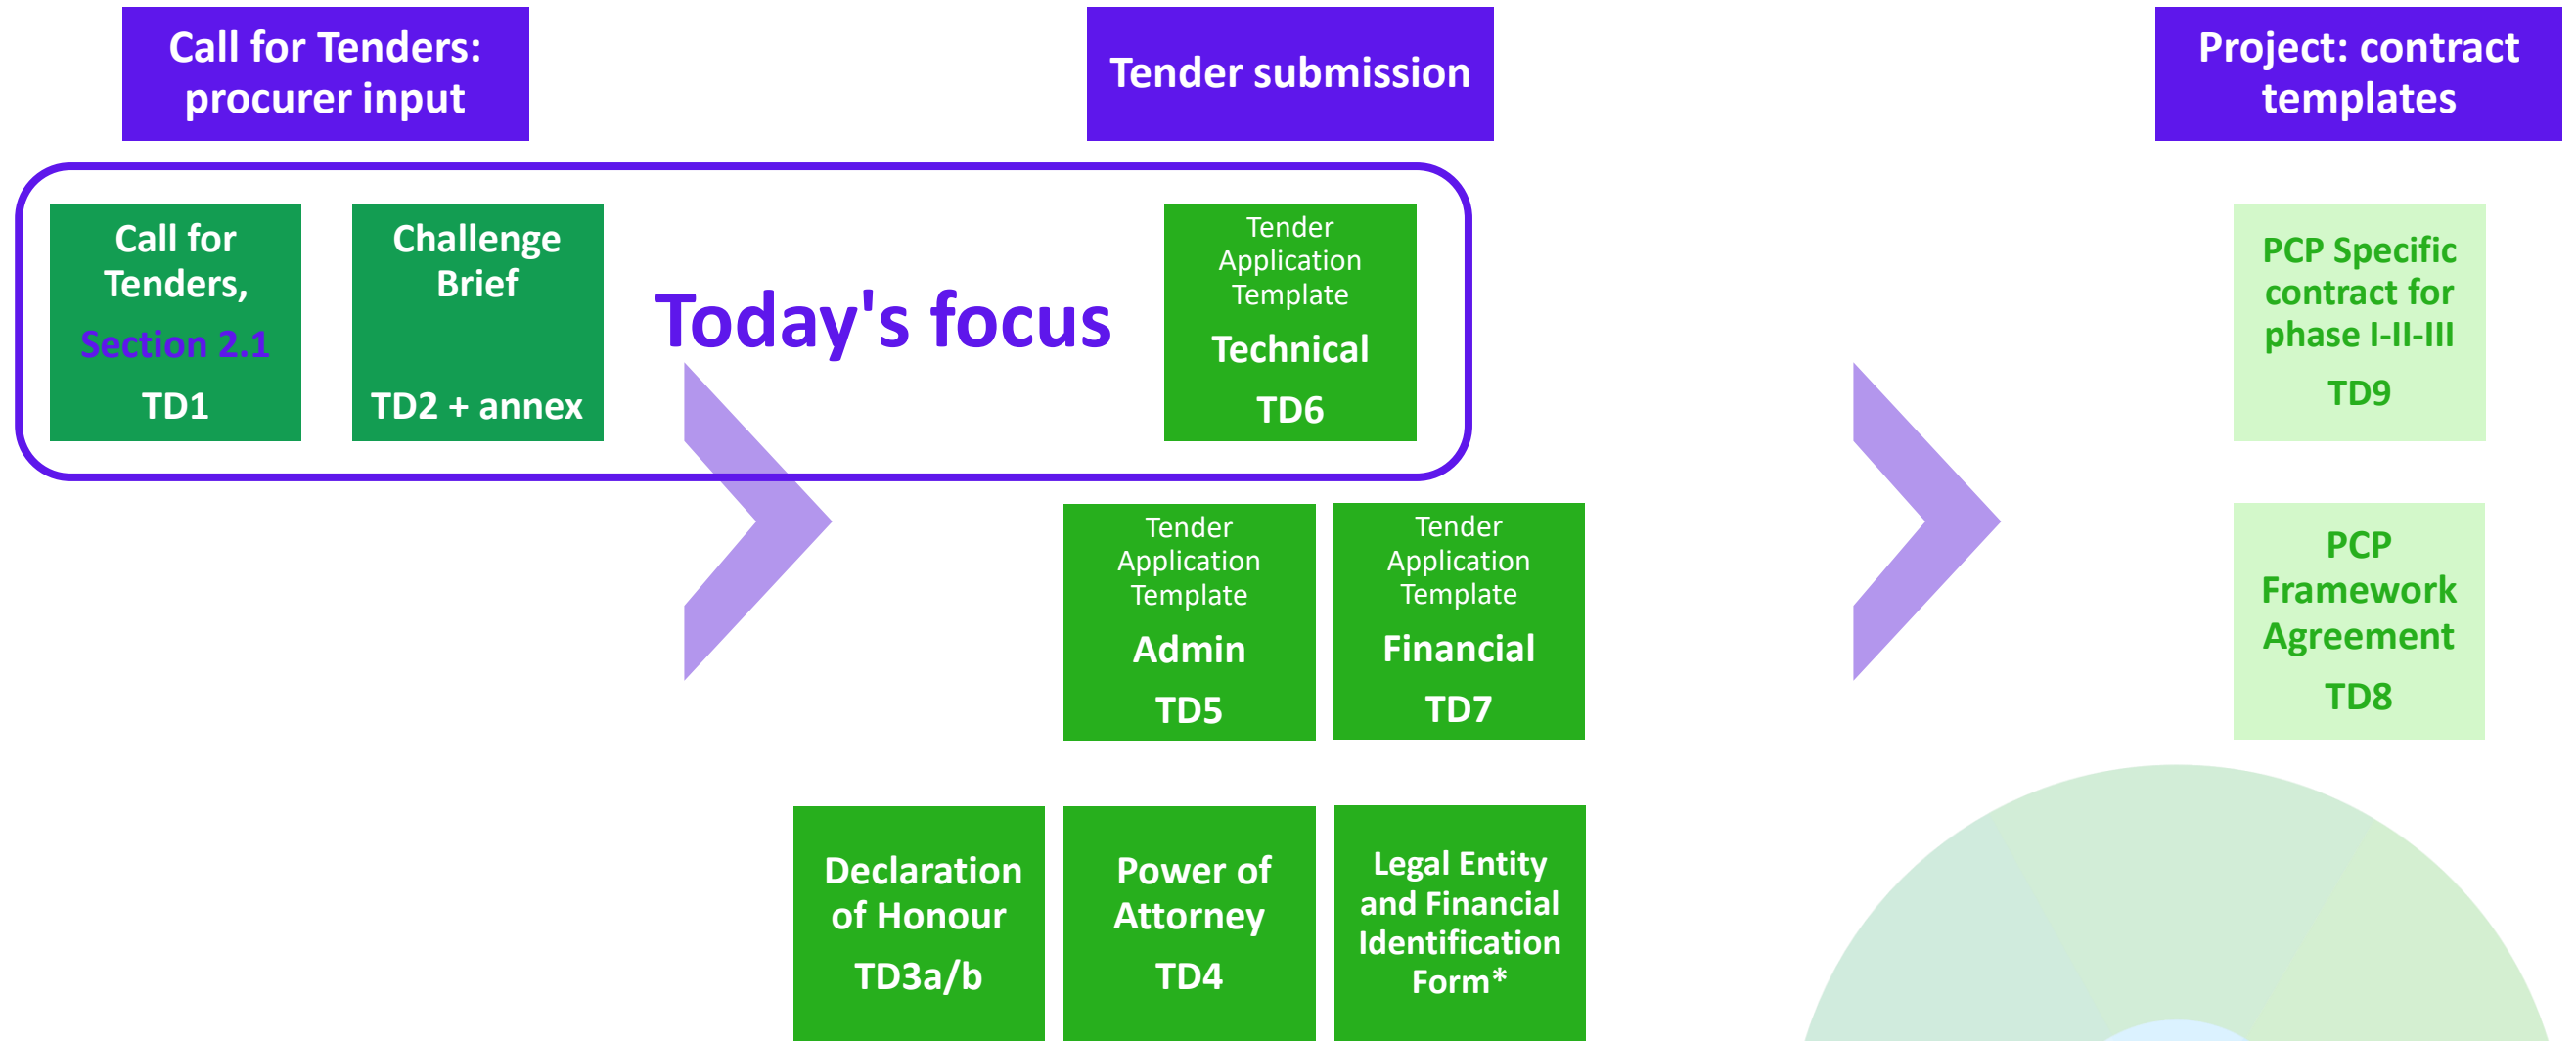 Call for Tenders:
procurer input
Tender submission
Project: contract
templates
Call for
Tenders,
Section 2.1
TD1
Challenge
Brief
TD2 + annex
Today's focus
Tender
Application
Template
Technical
TD6
PCP Specific
contract for
phase I-II-III
TD9
Tender
Application
Template
Admin
TD5
Tender
Application
Template
Financial
TD7
PCP
Framework
Agreement
TD8
Declaration
of Honour
TD3a/b
Power of
Attorney
TD4
Legal Entity
and Financial
Identification
Form*